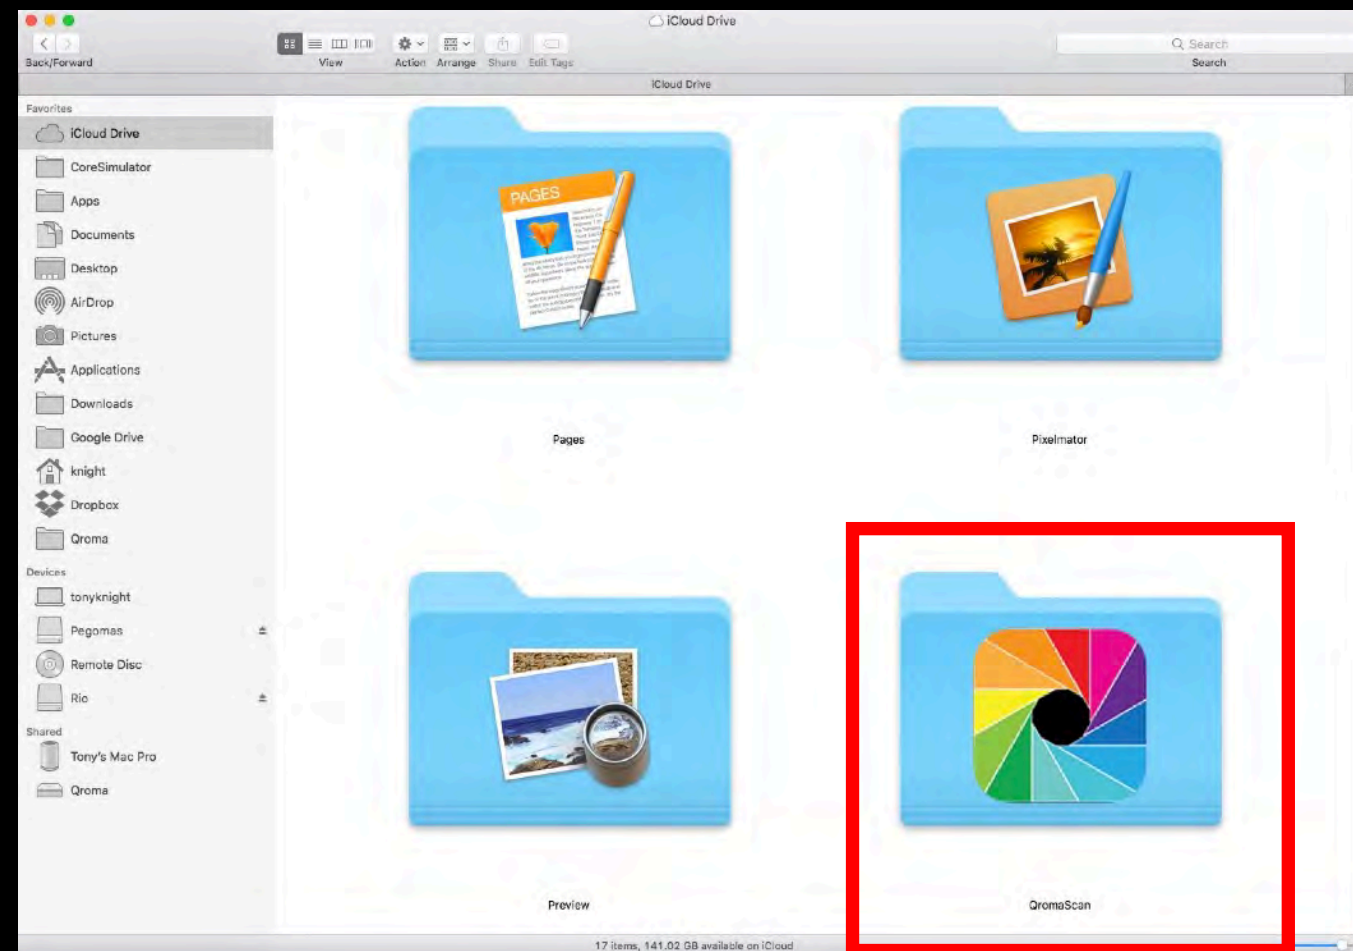 iCloud Drive
Back/Forward
View
Action
Arrange
Share
Edit Tags
Search
Search
iCloud Drive
Favorites
iCloud Drive
CoreSimulator
Apps
Documents
Desktop
AirDrop
Pictures
Applications
Downloads
Google Drive
knight
Dropbox
Qroma
Devices
tonyknight
Pegomas
Remote Disc
Rio
Shared
Tony's Mac Pro
Qroma
PAGES
Pages
Pixelmator
Preview
QromaScan
17 items, 141.02 GB available on iCloud